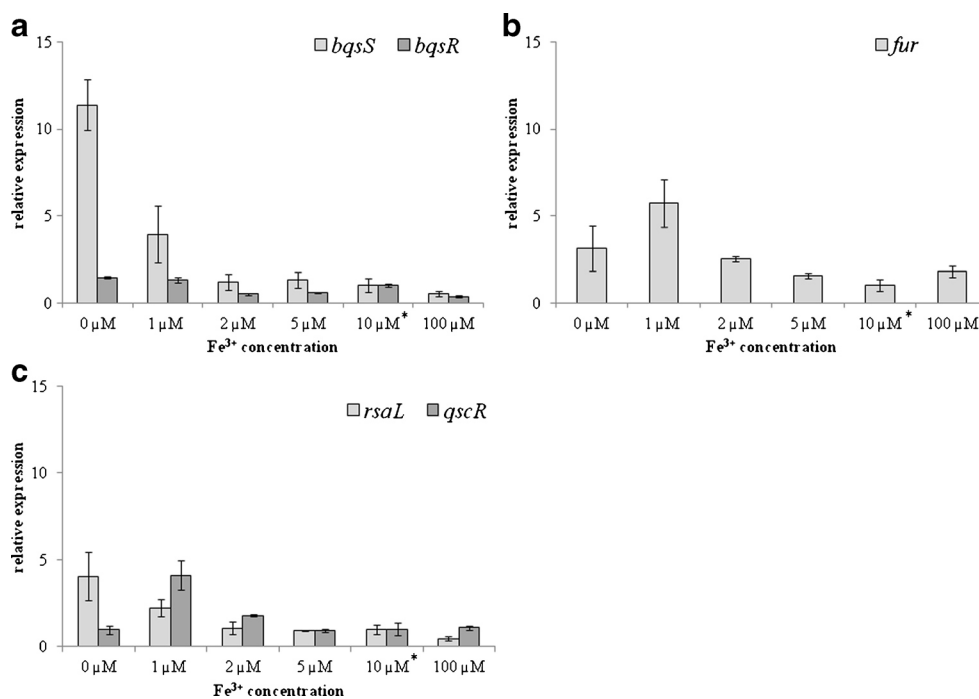 a
b
15
bqsS bqsR
10
5
0
relative expression
0 µM 1 µM 2 µM 5 µM 10 µM* 100 µM
Fe³⁺ concentration
15
fur
10
5
0
relative expression
0 µM 1 µM 2 µM 5 µM 10 µM* 100 µM
Fe³⁺ concentration
c
15
rsaL qscR
10
5
0
relative expression
0 µM 1 µM 2 µM 5 µM 10 µM* 100 µM
Fe³⁺ concentration